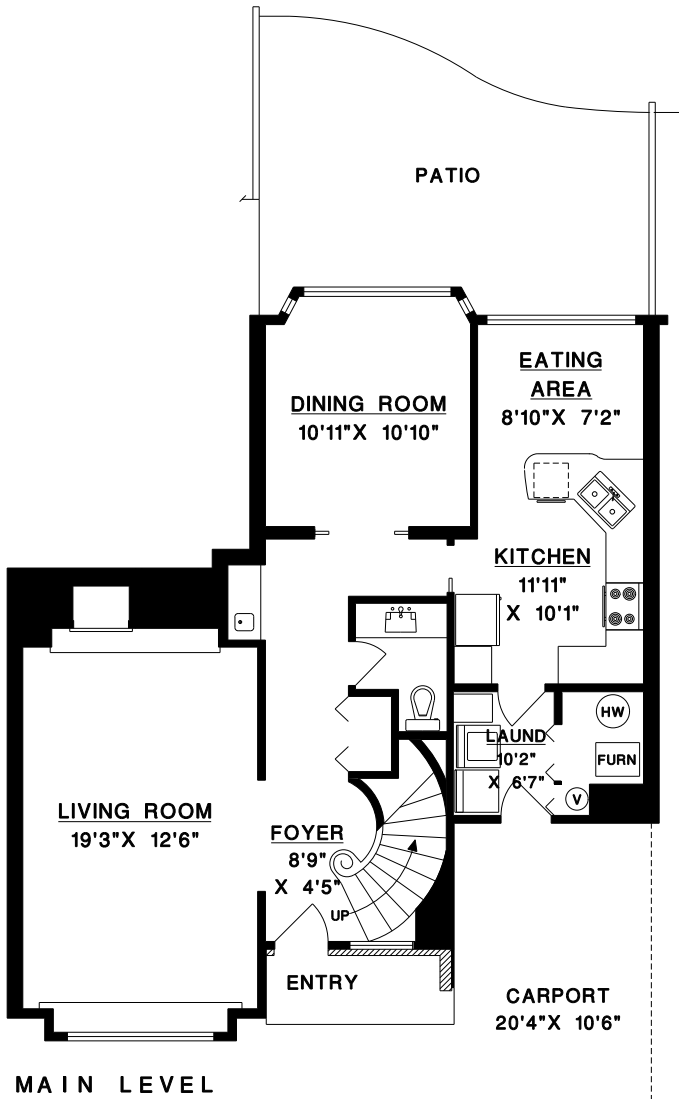 PATIO
EATING
AREA
8'10"X 7'2"
DINING ROOM
10'11"X 10'10"
KITCHEN
11'11"
X 10'1"
HW
LAUND
10'2"
X 6'7"
FURN
V
LIVING ROOM
19'3"X 12'6"
FOYER
8'9"
X 4'5"
UP
ENTRY
CARPORT
20'4"X 10'6"
MAIN LEVEL